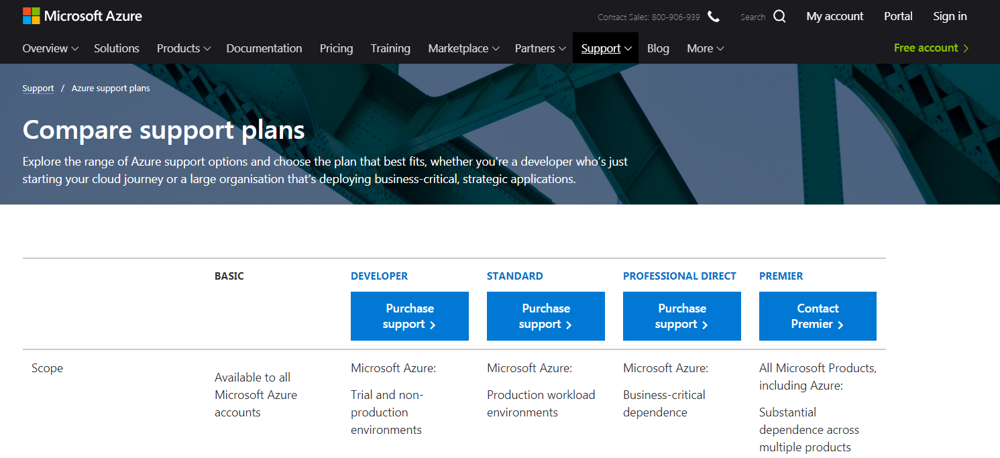 Microsoft Azure
Contact Sales: 800-906-939
Search
My account
Portal
Sign in
Overview
Solutions
Products
Documentation
Pricing
Training
Marketplace
Partners
Support
Blog
More
Free account
Support / Azure support plans
Compare support plans
Explore the range of Azure support options and choose the plan that best fits, whether you're a developer who's just
starting your cloud journey or a large organisation that's deploying business-critical, strategic applications.
BASIC
DEVELOPER
STANDARD
PROFESSIONAL DIRECT
PREMIER
Purchase
support
Purchase
support
Purchase
support
Contact
Premier
Scope
Available to all
Microsoft Azure
accounts
Microsoft Azure:
Trial and non-
production
environments
Microsoft Azure:
Production workload
environments
Microsoft Azure:
Business-critical
dependence
All Microsoft Products,
including Azure:
Substantial
dependence across
multiple products